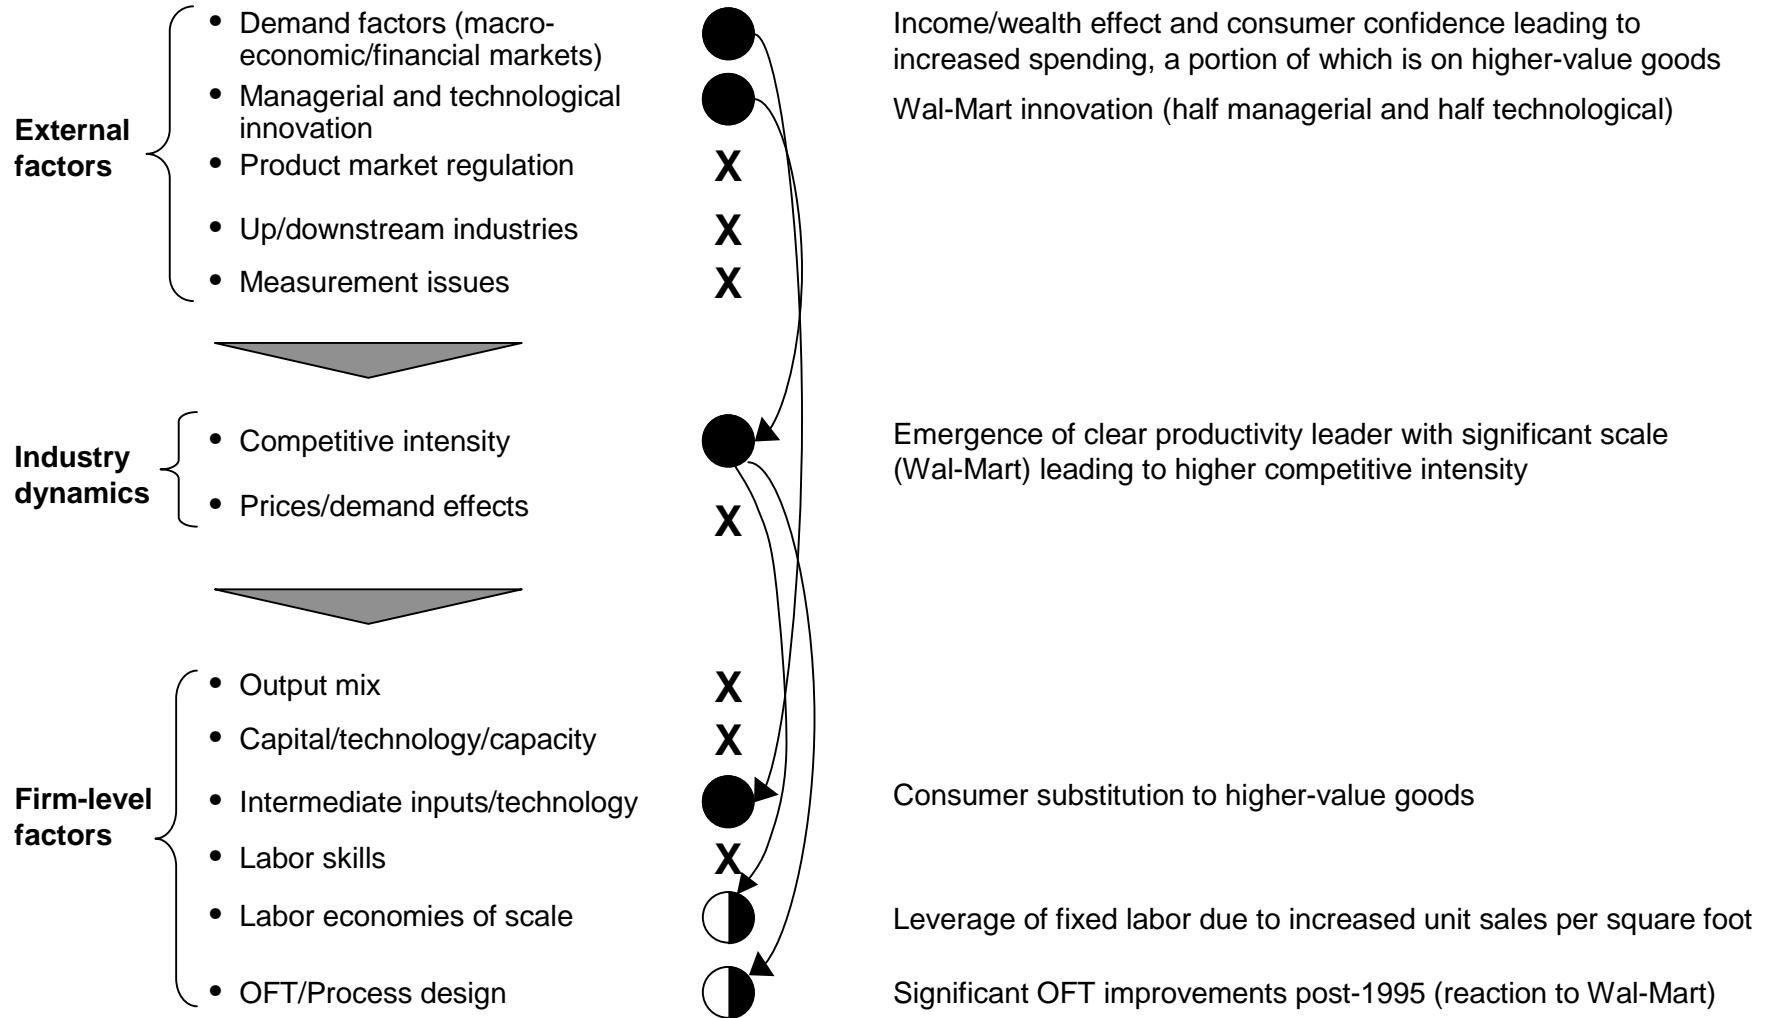 • Demand factors (macro-
economic/financial markets)
Income/wealth effect and consumer confidence leading to
increased spending, a portion of which is on higher-value goods
• Managerial and technological
innovation
Wal-Mart innovation (half managerial and half technological)
External
factors
• Product market regulation
X
• Up/downstream industries
X
• Measurement issues
X
Industry
dynamics
• Competitive intensity
Emergence of clear productivity leader with significant scale
(Wal-Mart) leading to higher competitive intensity
• Prices/demand effects
X
Firm-level
factors
• Output mix
X
• Capital/technology/capacity
X
• Intermediate inputs/technology
Consumer substitution to higher-value goods
• Labor skills
X
• Labor economies of scale
Leverage of fixed labor due to increased unit sales per square foot
• OFT/Process design
Significant OFT improvements post-1995 (reaction to Wal-Mart)